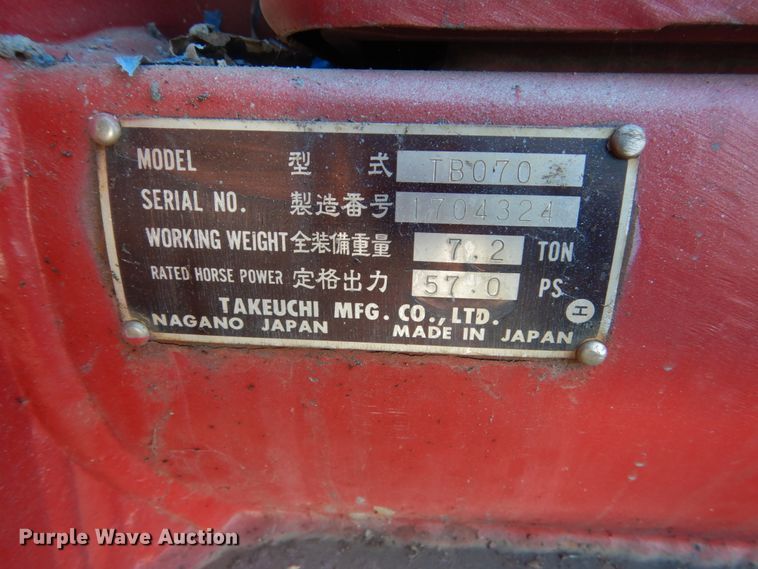 MODEL 型式 TB070
SERIAL NO. 製造番号 1704324
WORKING WEIGHT 全装備重量 7.2 TON
RATED HORSE POWER 定格出力 57.0 PS
TAKEUCHI MFG. CO., LTD. H
NAGANO JAPAN MADE IN JAPAN
Purple Wave Auction®